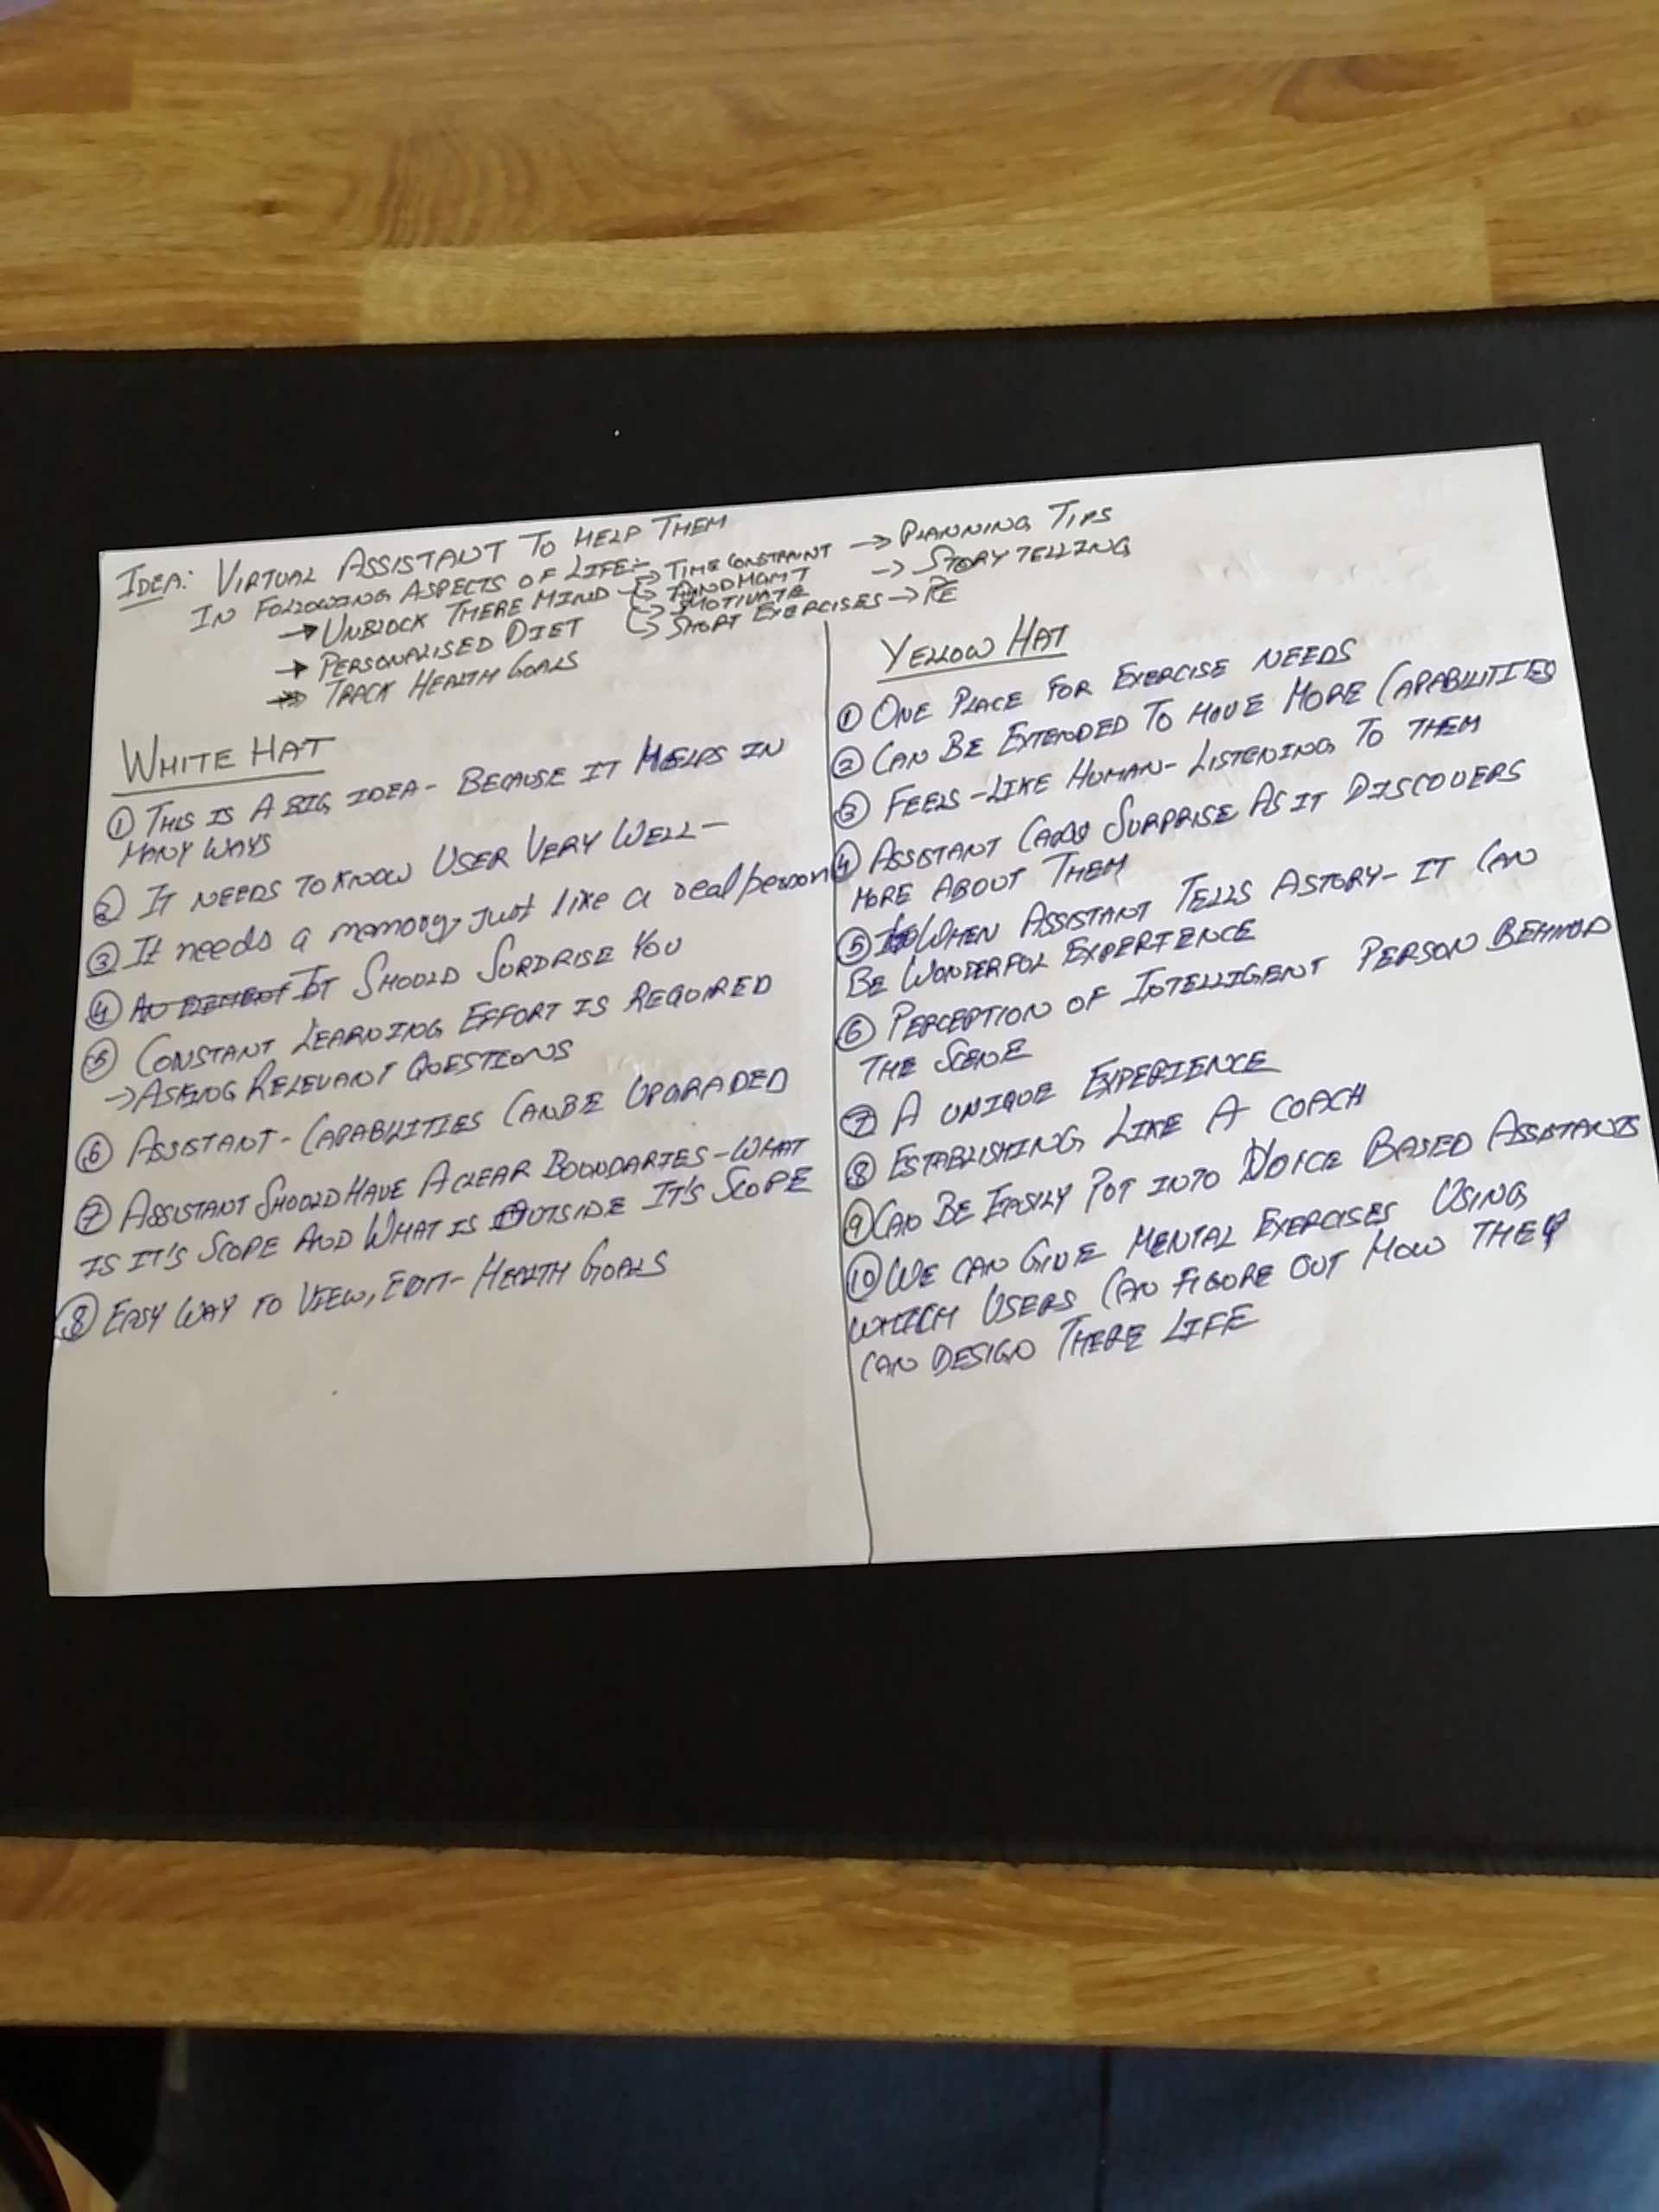 IDEA: VIRTUAL ASSISTANT TO HELP THEM
IN FOLLOWING ASPECTS OF LIFE:-
→ UNBLOCK THERE MIND
→ TIME CONSTRAINT → PLANNING TIPS
MGMT
→ MOTIVATE → STORY TELLING
→ SHORT EXERCISES → PE
→ PERSONALISED DIET
→ TRACK HEALTH GOALS
WHITE HAT
① THIS IS A BIG IDEA - BECAUSE IT HELPS IN
MANY WAYS
② IT NEEDS TO KNOW USER VERY WELL -
③ It needs a memory, just like a real person
④ IT SHOULD SURPRISE YOU
⑤ CONSTANT LEARNING EFFORT IS REQUIRED
→ ASKING RELEVANT QUESTIONS
⑥ ASSISTANT - CAPABILITIES CAN BE UPGRADED
⑦ ASSISTANT SHOULD HAVE A CLEAR BOUNDARIES - WHAT
IS IT'S SCOPE AND WHAT IS OUTSIDE IT'S SCOPE
⑧ EASY WAY TO VIEW, EDIT - HEALTH GOALS
YELLOW HAT
① ONE PLACE FOR EXERCISE NEEDS
② CAN BE EXTENDED TO HOVE MORE CAPABILITIES
③ FEELS - LIKE HUMAN - LISTENING TO THEM
④ ASSISTANT CAN SURPRISE AS IT DISCOVERS
MORE ABOUT THEM
⑤ WHEN ASSISTANT TELLS A STORY - IT CAN
BE WONDERFUL EXPERIENCE
⑥ PERCEPTION OF INTELLIGENT PERSON BEHIND
THE SCENE
⑦ A UNIQUE EXPERIENCE
⑧ ESTABLISHING LIKE A COACH
⑨ CAN BE EASILY PUT INTO VOICE BASED ASSISTANTS
⑩ WE CAN GIVE MENTAL EXERCISES USING
WHICH USERS CAN FIGURE OUT HOW THEY
CAN DESIGN THERE LIFE